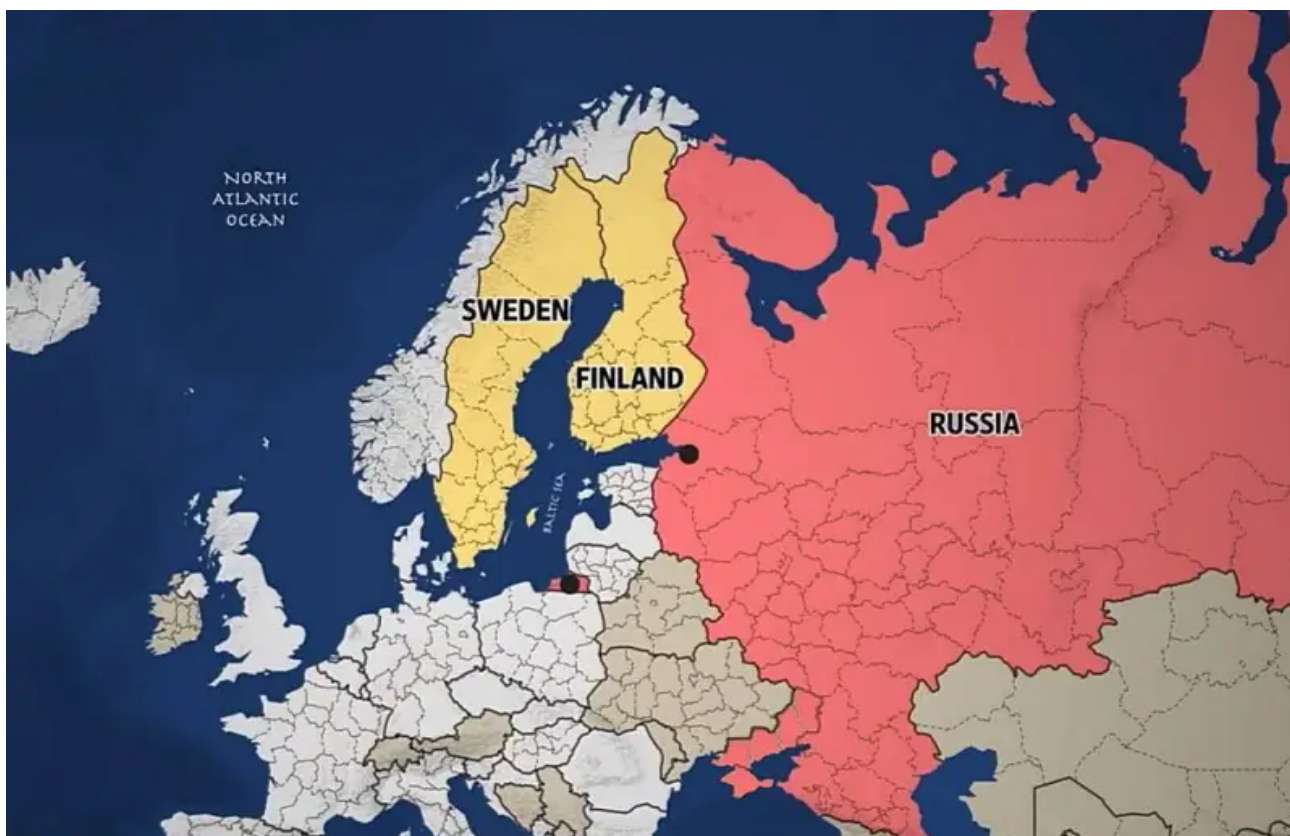 NORTH
ATLANTIC
OCEAN
SWEDEN
FINLAND
RUSSIA
BALTIC SEA